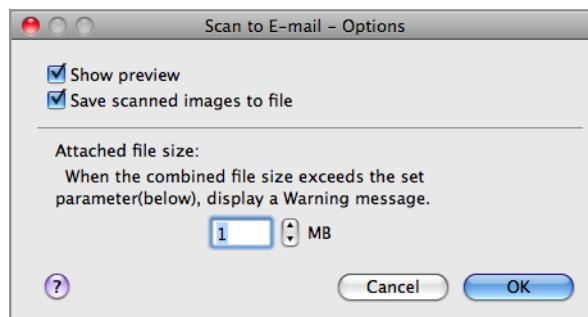 Scan to E-mail – Options
Show preview
Save scanned images to file
Attached file size:
When the combined file size exceeds the set
parameter(below), display a Warning message.
1 MB
? Cancel OK